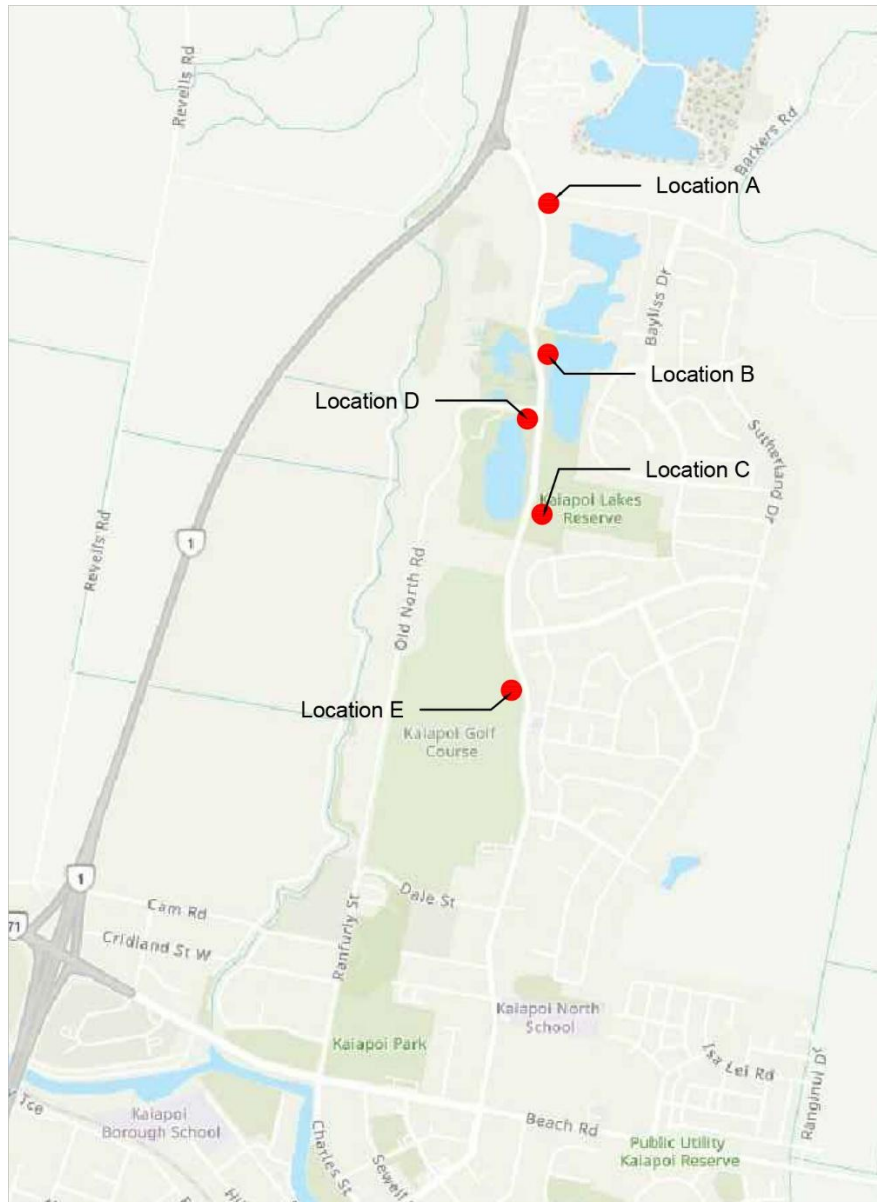 Revells Rd
Barkers Rd
Location A
Bayliss Dr
Location B
Location D
Sutherland Dr
Location C
Kaiapoi Lakes
Reserve
1
Revells Rd
Old North Rd
Location E
Kaiapoi Golf
Course
1
Dale St
Cam Rd
71
Cridland St W
Ranfurly St
Kaiapoi North
School
Kaiapoi Park
Isa Lei Rd
Ranginui Dr
Beach Rd
Kaiapoi
Borough School
Charles St
Public Utility
Kaiapoi Reserve